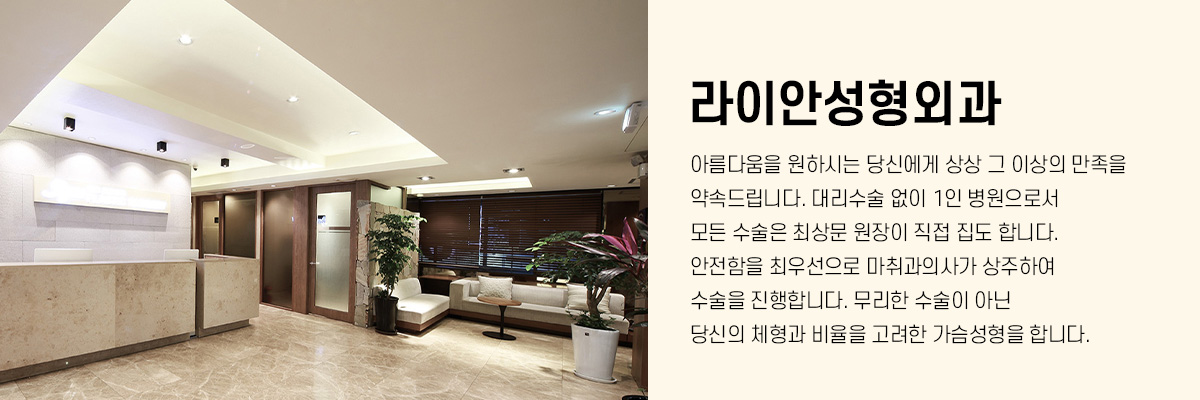 라이안성형외과
아름다움을 원하시는 당신에게 상상 그 이상의 만족을
약속드립니다. 대리수술 없이 1인 병원으로서
모든 수술은 최상문 원장이 직접 집도 합니다.
안전함을 최우선으로 마취과의사가 상주하여
수술을 진행합니다. 무리한 수술이 아닌
당신의 체형과 비율을 고려한 가슴성형을 합니다.